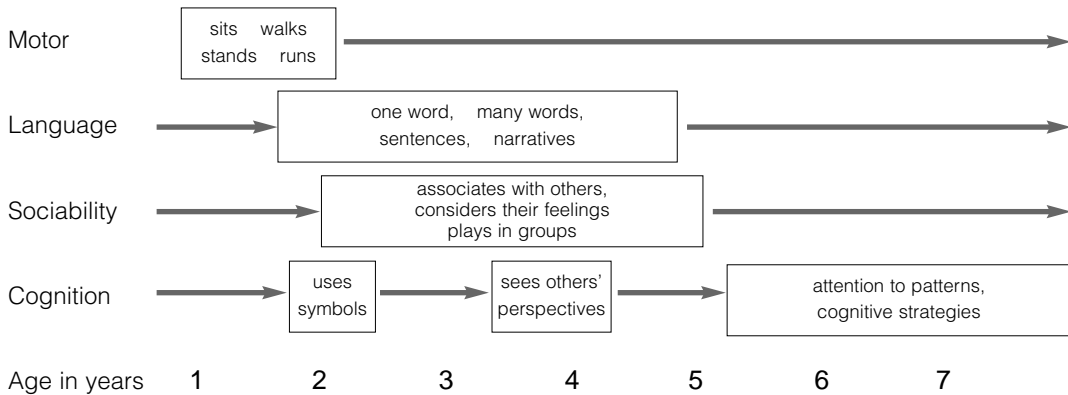 Motor
sits walks
stands runs
Language
one word, many words,
sentences, narratives
Sociability
associates with others,
considers their feelings
plays in groups
Cognition
uses
symbols
sees others’
perspectives
attention to patterns,
cognitive strategies
Age in years 1 2 3 4 5 6 7